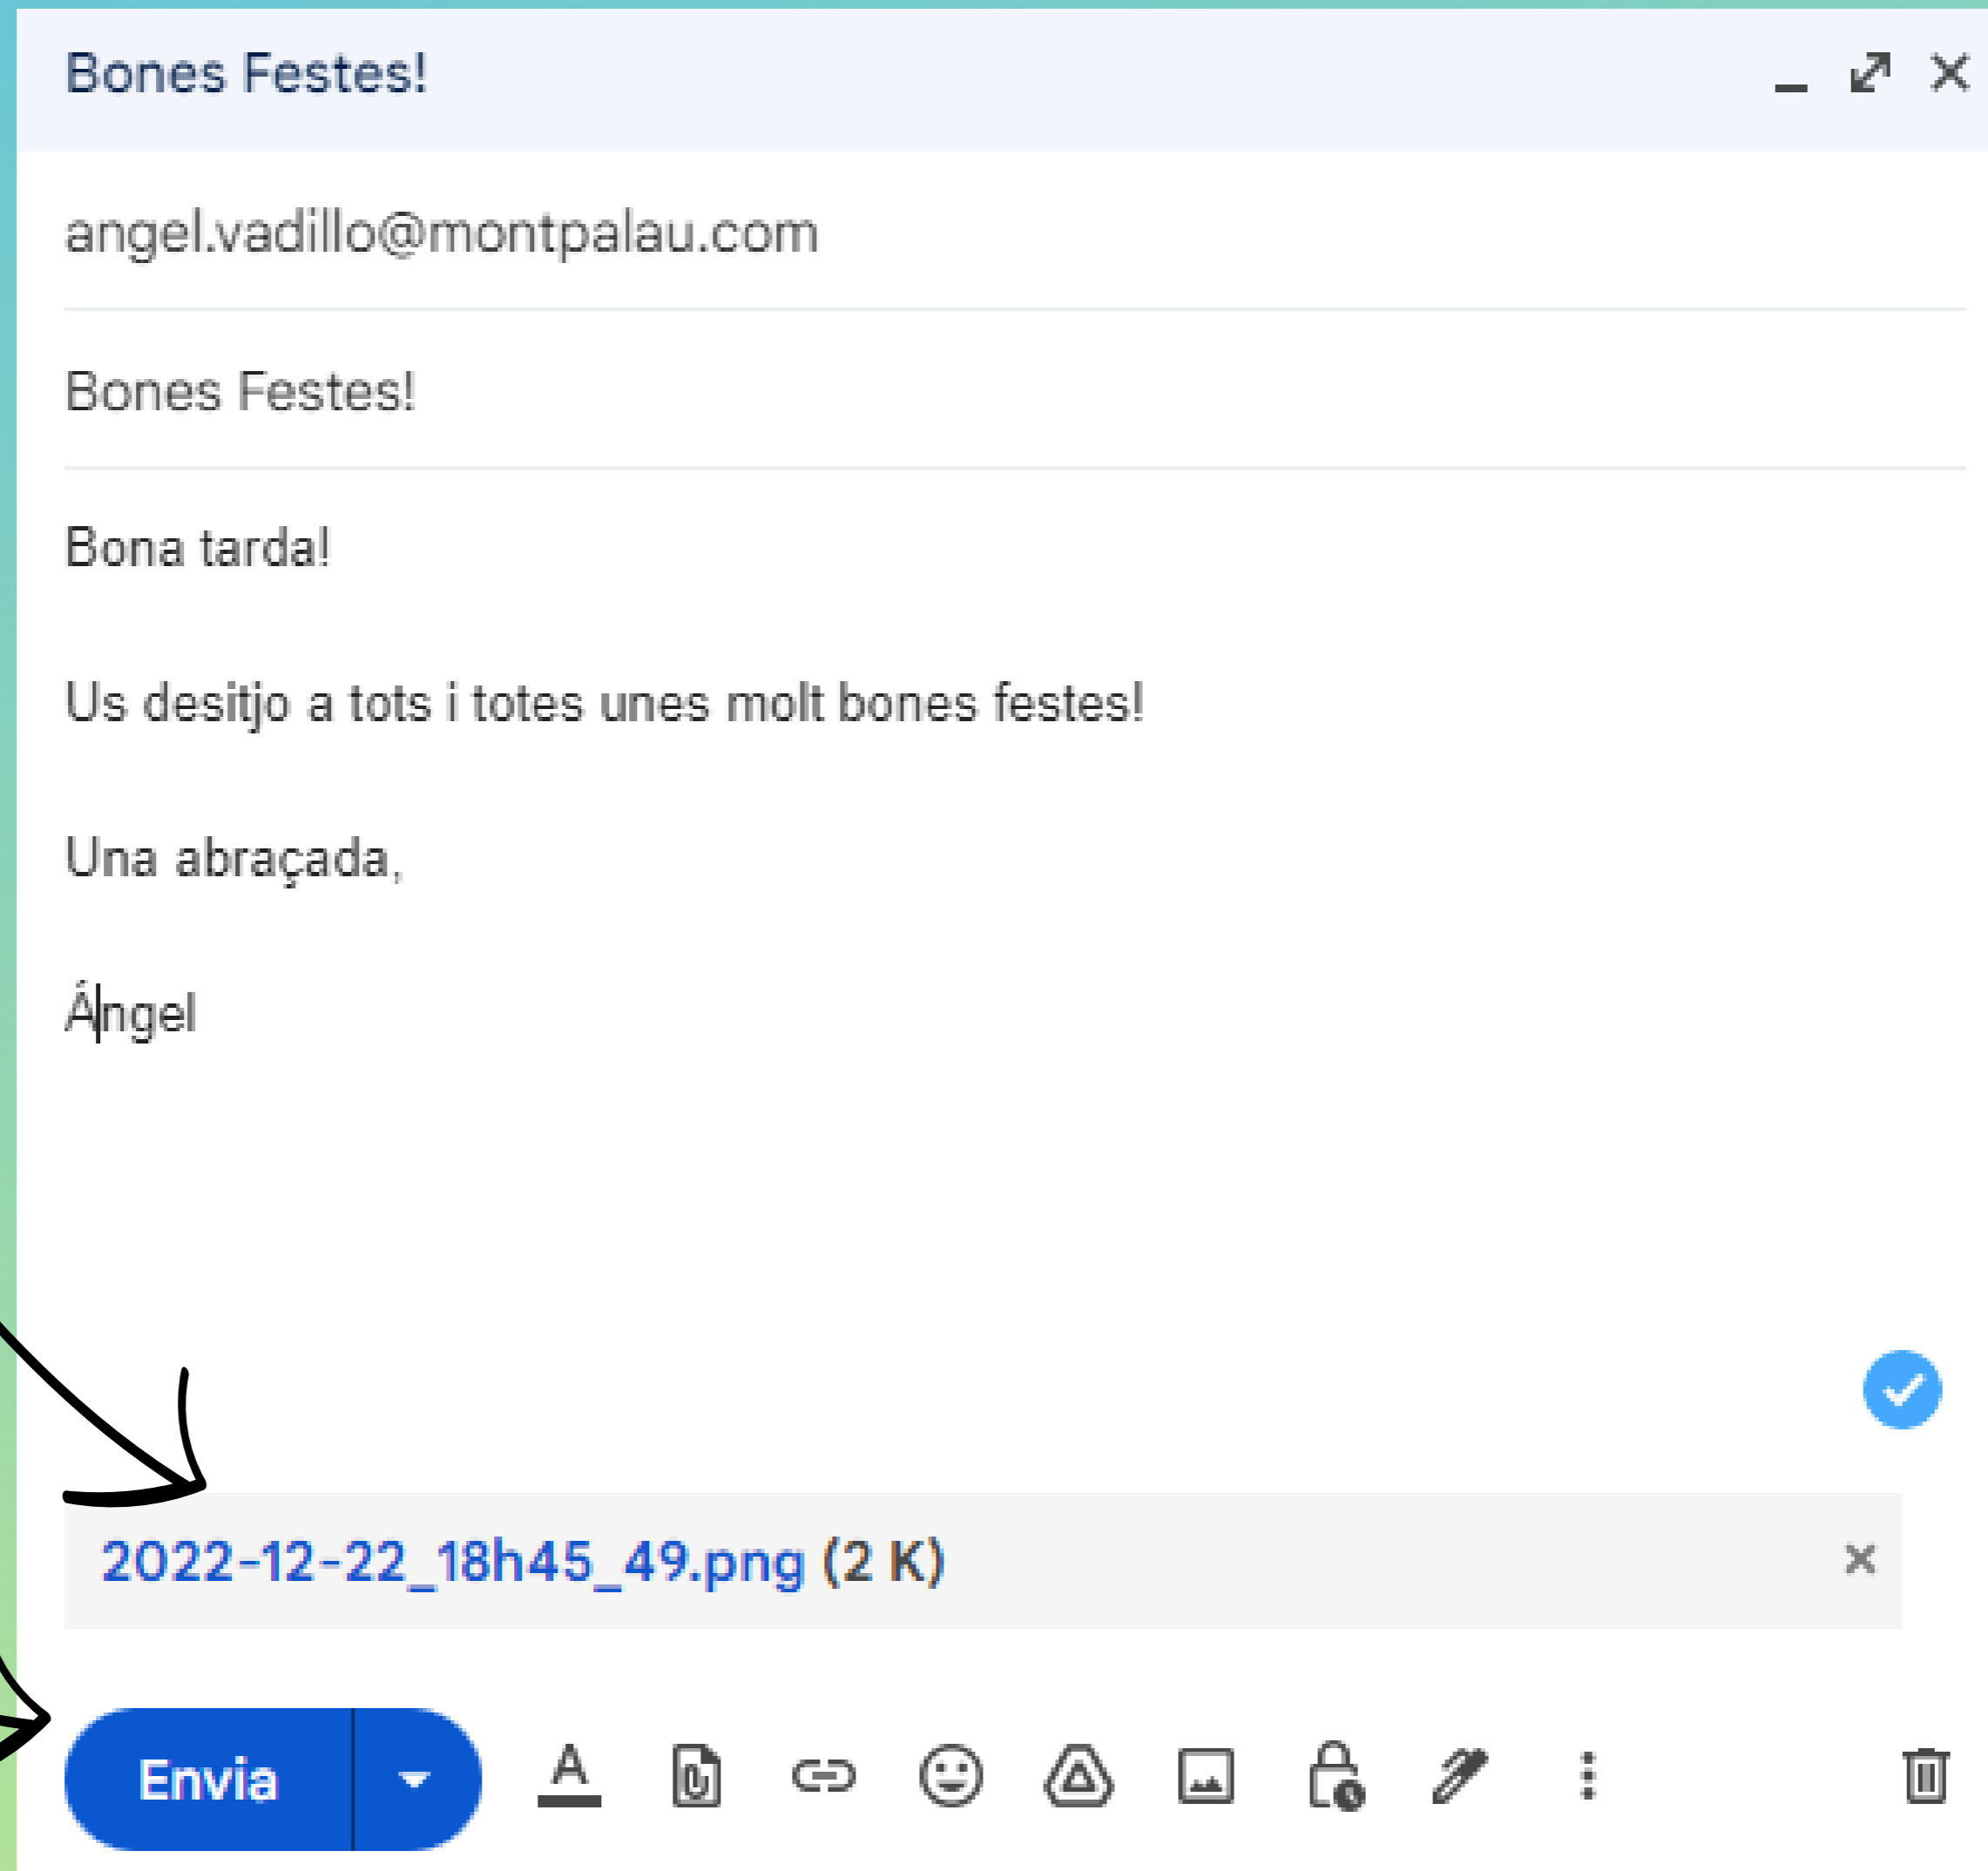 Bones Festes!
angel.vadillo@montpalau.com
Bones Festes!
Bona tarda!
Us desitjo a tots i totes unes molt bones festes!
Una abraçada,
Ángel
2022-12-22_18h45_49.png (2 K)
Envia